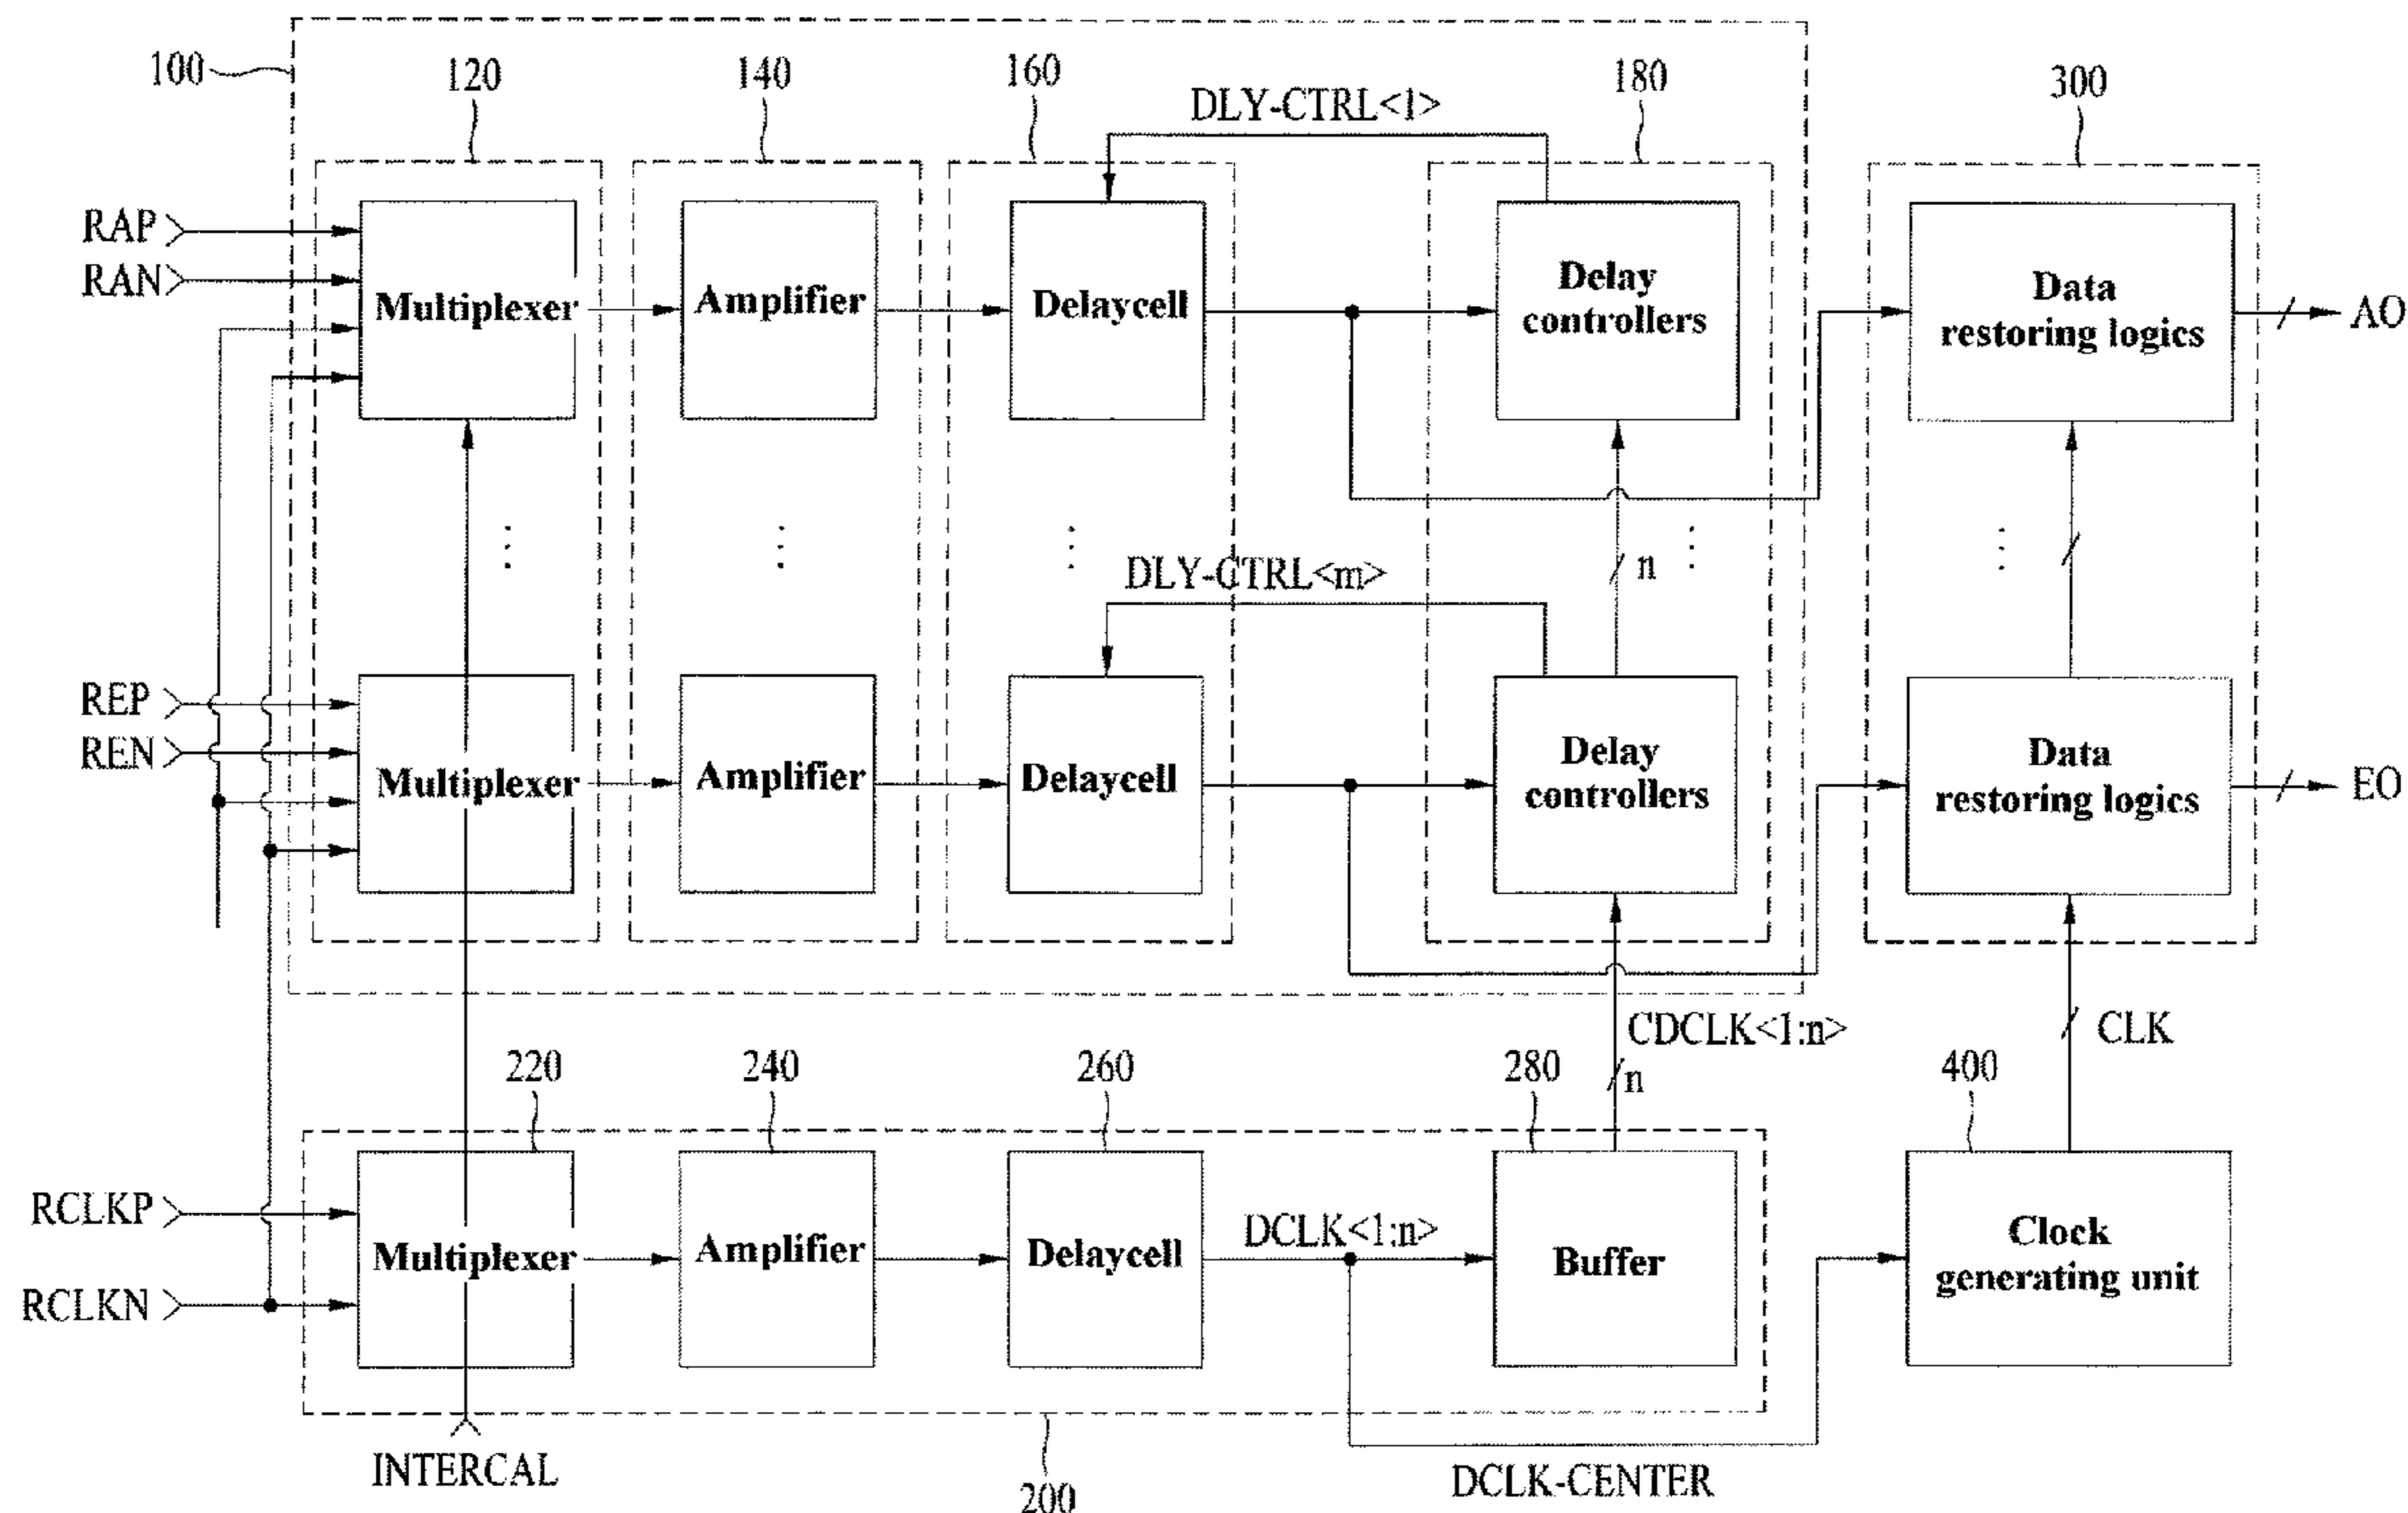 100
120
140
160
180
300
DLY-CTRL<1>
RAP
RAN
Multiplexer
Amplifier
Delaycell
Delay
controllers
Data
restoring logics
AO
DLY-CTRL<m>
n
REP
REN
Multiplexer
Amplifier
Delaycell
Delay
controllers
Data
restoring logics
EO
CDCLK<1:n>
n
CLK
220
240
260
280
400
RCLKP
RCLKN
Multiplexer
Amplifier
Delaycell
DCLK<1:n>
Buffer
Clock
generating unit
INTERCAL
200
DCLK-CENTER